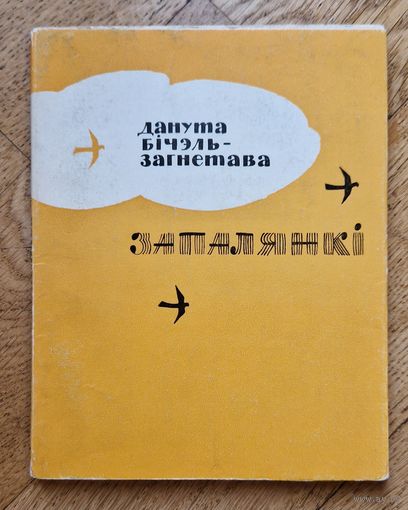 Данута
Бічэль-
Загнетава
Запалянкі